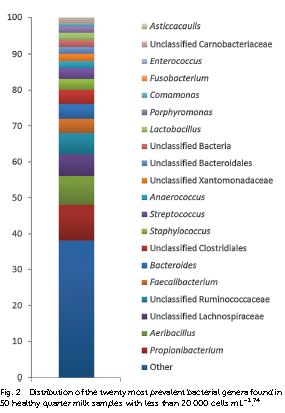 100
90
80
70
60
50
40
30
20
10
0
Asticcacaulis
Unclassified Carnobacteriaceae
Enterococcus
Fusobacterium
Comamonas
Porphyromonas
Lactobacillus
Unclassified Bacteria
Unclassified Bacteroidales
Unclassified Xantomonadaceae
Anaerococcus
Streptococcus
Staphylococcus
Unclassified Clostridiales
Bacteroides
Faecalibacterium
Unclassified Ruminococcaceae
Unclassified Lachnospiraceae
Aeribacillus
Propionibacterium
Other
Fig. 2 Distribution of the twenty most prevalent bacterial genera found in
50 healthy quarter milk samples with less than 20 000 cells mL⁻¹.⁷⁴